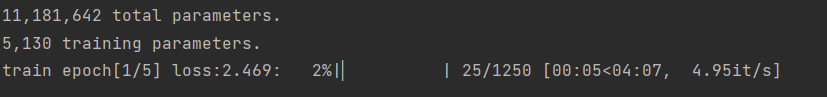 11,181,642 total parameters.
5,130 training parameters.
train epoch[1/5] loss:2.469:   2%|▏         | 25/1250 [00:05<04:07,  4.95it/s]